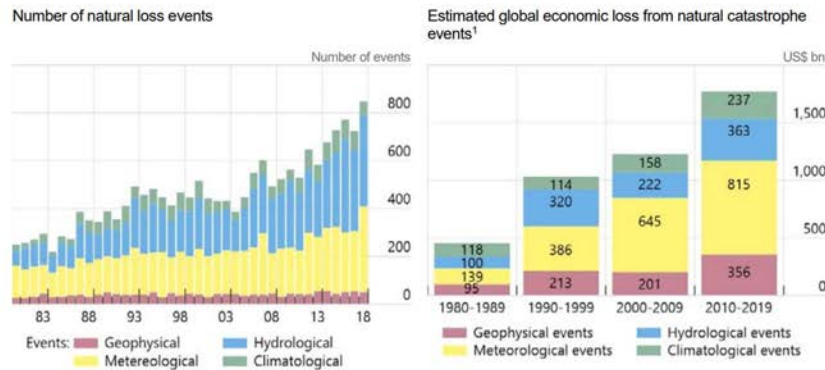 Number of natural loss events
Number of events
800
600
400
200
0
83 88 93 98 03 08 13 18
Events: Geophysical Hydrological
Metereological Climatological
Estimated global economic loss from natural catastrophe
events¹
US$ bn
1,500
1,000
500
0
118
100
139
95
114
320
386
213
158
222
645
201
237
363
815
356
1980-1989 1990-1999 2000-2009 2010-2019
Geophysical events Hydrological events
Meteorological events Climatological events